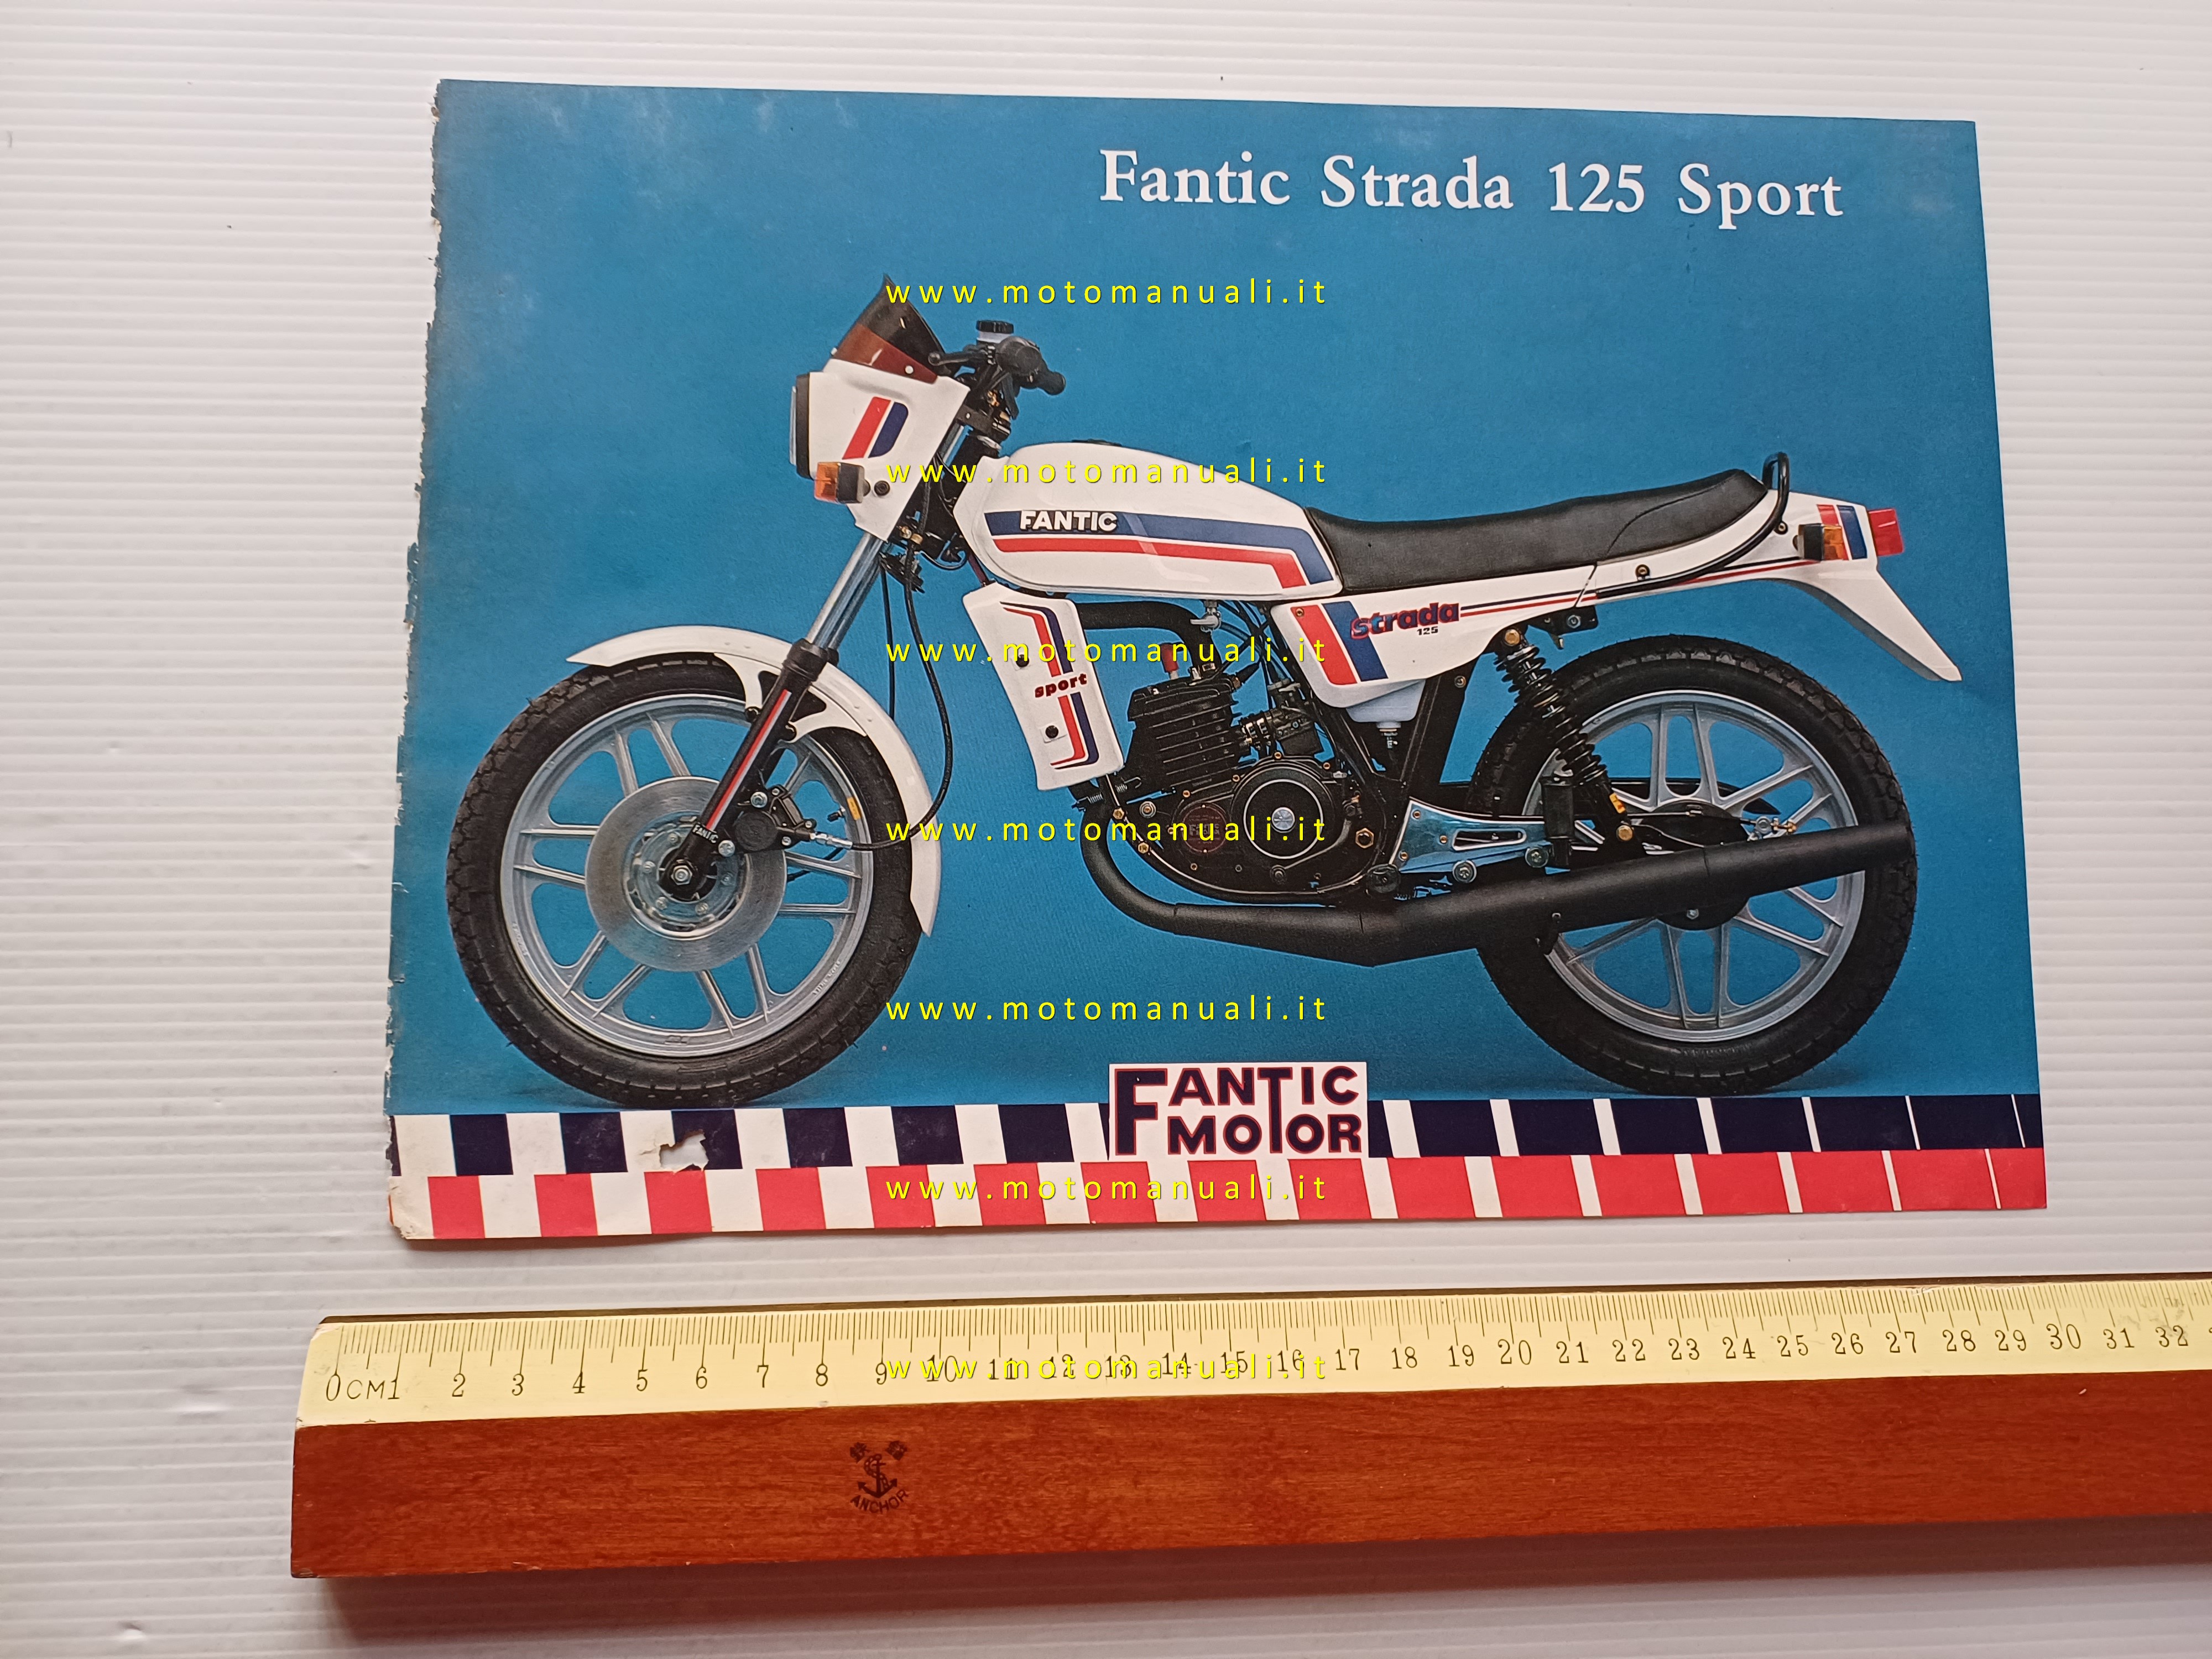 Fantic Strada 125 Sport
www.motomanuali.it
www.motomanuali.it
FANTIC
strada
125
www.motomanuali.it
sport
www.motomanuali.it
FANTIC
www.motomanuali.it
FANTIC
MOTOR
www.motomanuali.it
0CM1 2 3 4 5 6 7 8 9 10 11 12 13 14 15 16 17 18 19 20 21 22 23 24 25 26 27 28 29 30 31 32
www.motomanuali.it
ANCHOR